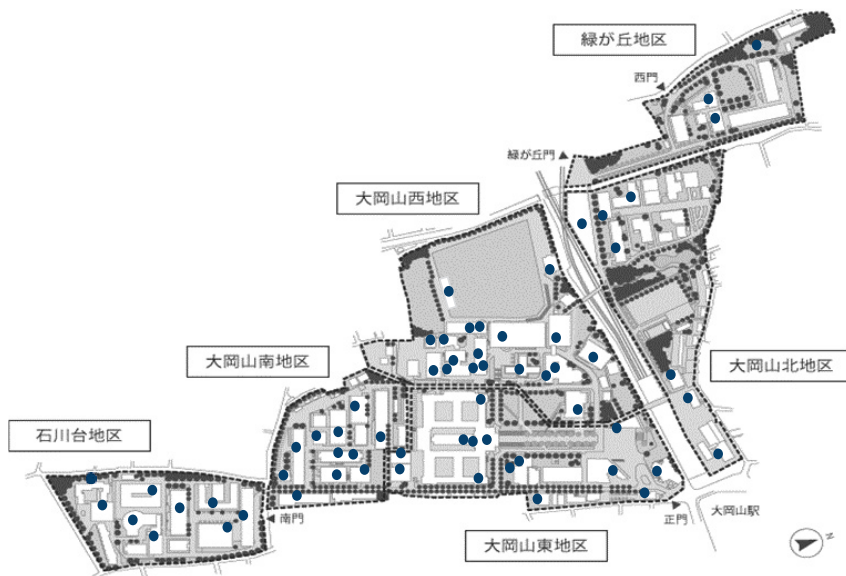 緑が丘地区
西門
緑が丘門
大岡山西地区
大岡山南地区
大岡山北地区
石川台地区
南門
正門
大岡山駅
大岡山東地区
N